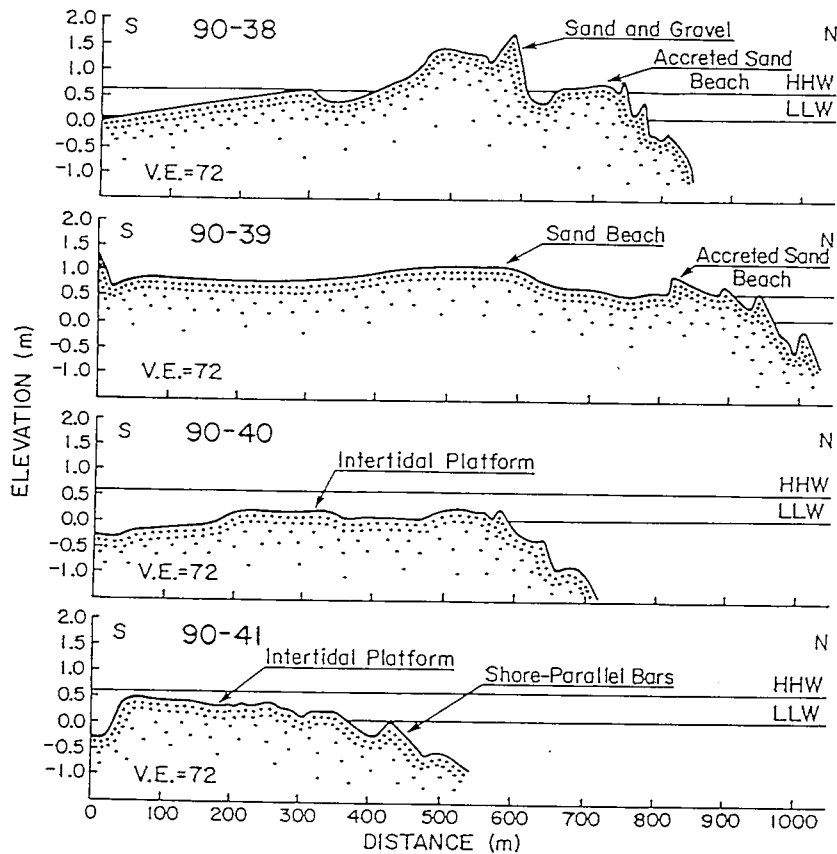 S 90-38 Sand and Gravel N
Accreted Sand
Beach HHW
LLW
2.0
1.5
1.0
0.5
0.0
-0.5
-1.0
V.E.=72
S 90-39 Sand Beach N
Accreted Sand
Beach
2.0
1.5
1.0
0.5
0.0
-0.5
-1.0
V.E.=72
ELEVATION (m)
S 90-40 N
Intertidal Platform
HHW
LLW
2.0
1.5
1.0
0.5
0.0
-0.5
-1.0
V.E.=72
S 90-41 N
Intertidal Platform
Shore-Parallel Bars
HHW
LLW
2.0
1.5
1.0
0.5
0.0
-0.5
-1.0
V.E.=72
0 100 200 300 400 500 600 700 800 900 1000
DISTANCE (m)